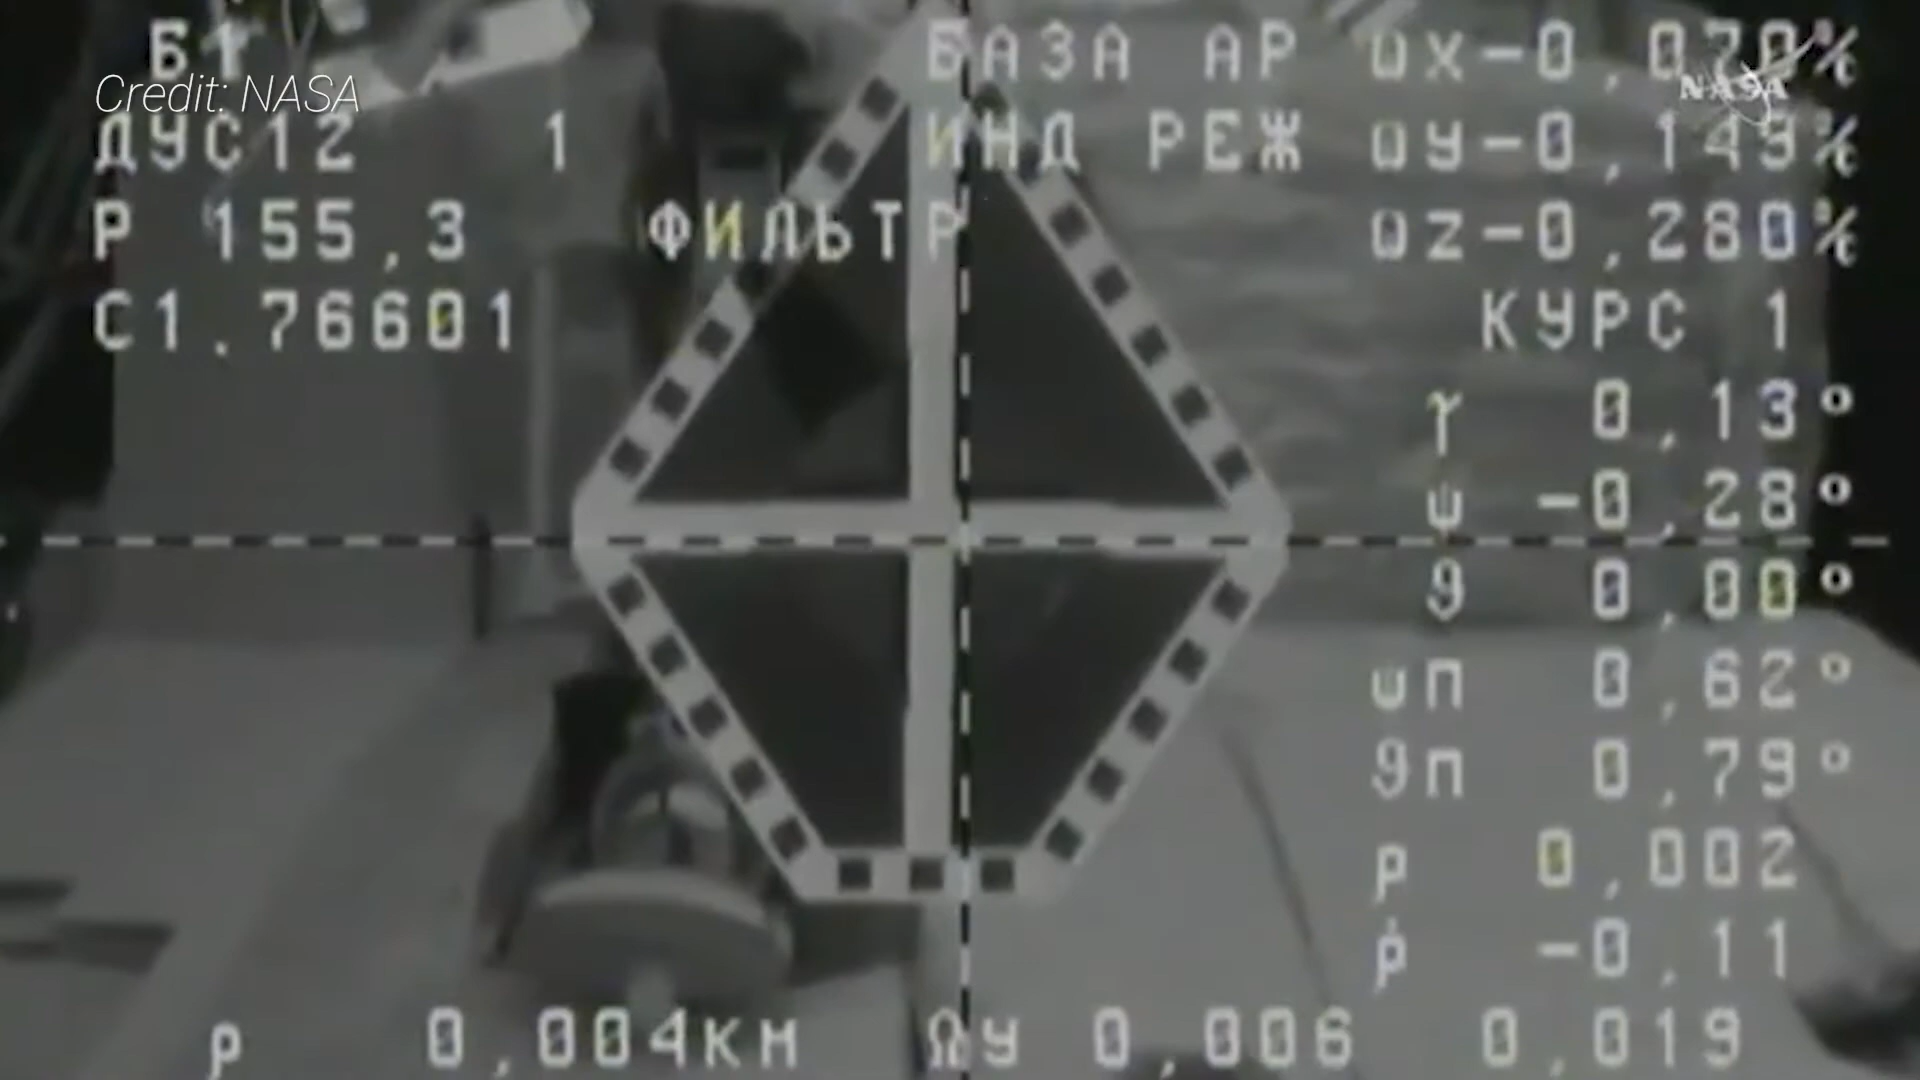 Б1 БАЗА АР ωx-0,070%
Credit: NASA
NASA
ДУС12 1 ИНД РЕЖ ωy-0,149%
Р 155,3 ФИЛЬТР ωz-0,280%
С1.76601 КУРС 1
γ 0,13°
ψ -0,28°
ϑ 0,00°
ψп 0,62°
ϑп 0,79°
ρ 0,002
ρ̇ -0,11
ρ 0,004км Ωy 0,006 0,019